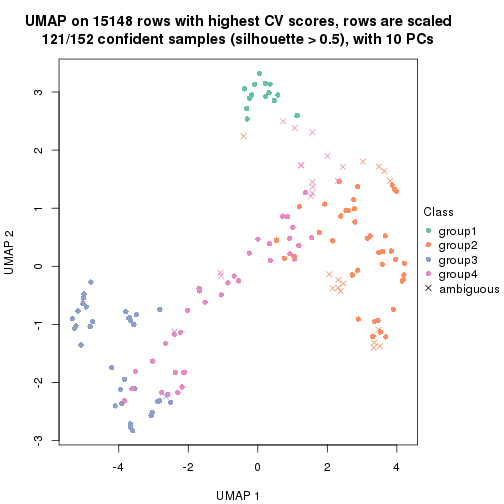 UMAP on 15148 rows with highest CV scores, rows are scaled
121/152 confident samples (silhouette > 0.5), with 10 PCs
3
2
1
0
-1
-2
-3
UMAP 2
-4
-2
0
2
4
UMAP 1
Class
group1
group2
group3
group4
ambiguous